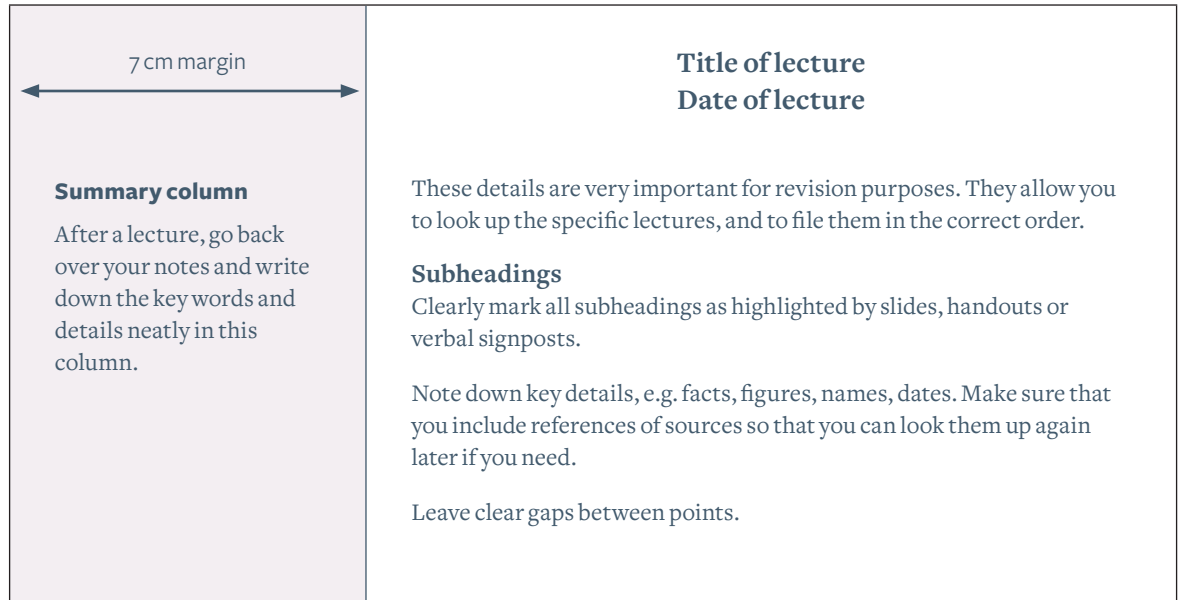 7 cm margin
Summary column
After a lecture, go back
over your notes and write
down the key words and
details neatly in this
column.
Title of lecture
Date of lecture
These details are very important for revision purposes. They allow you
to look up the specific lectures, and to file them in the correct order.
Subheadings
Clearly mark all subheadings as highlighted by slides, handouts or
verbal signposts.
Note down key details, e.g. facts, figures, names, dates. Make sure that
you include references of sources so that you can look them up again
later if you need.
Leave clear gaps between points.